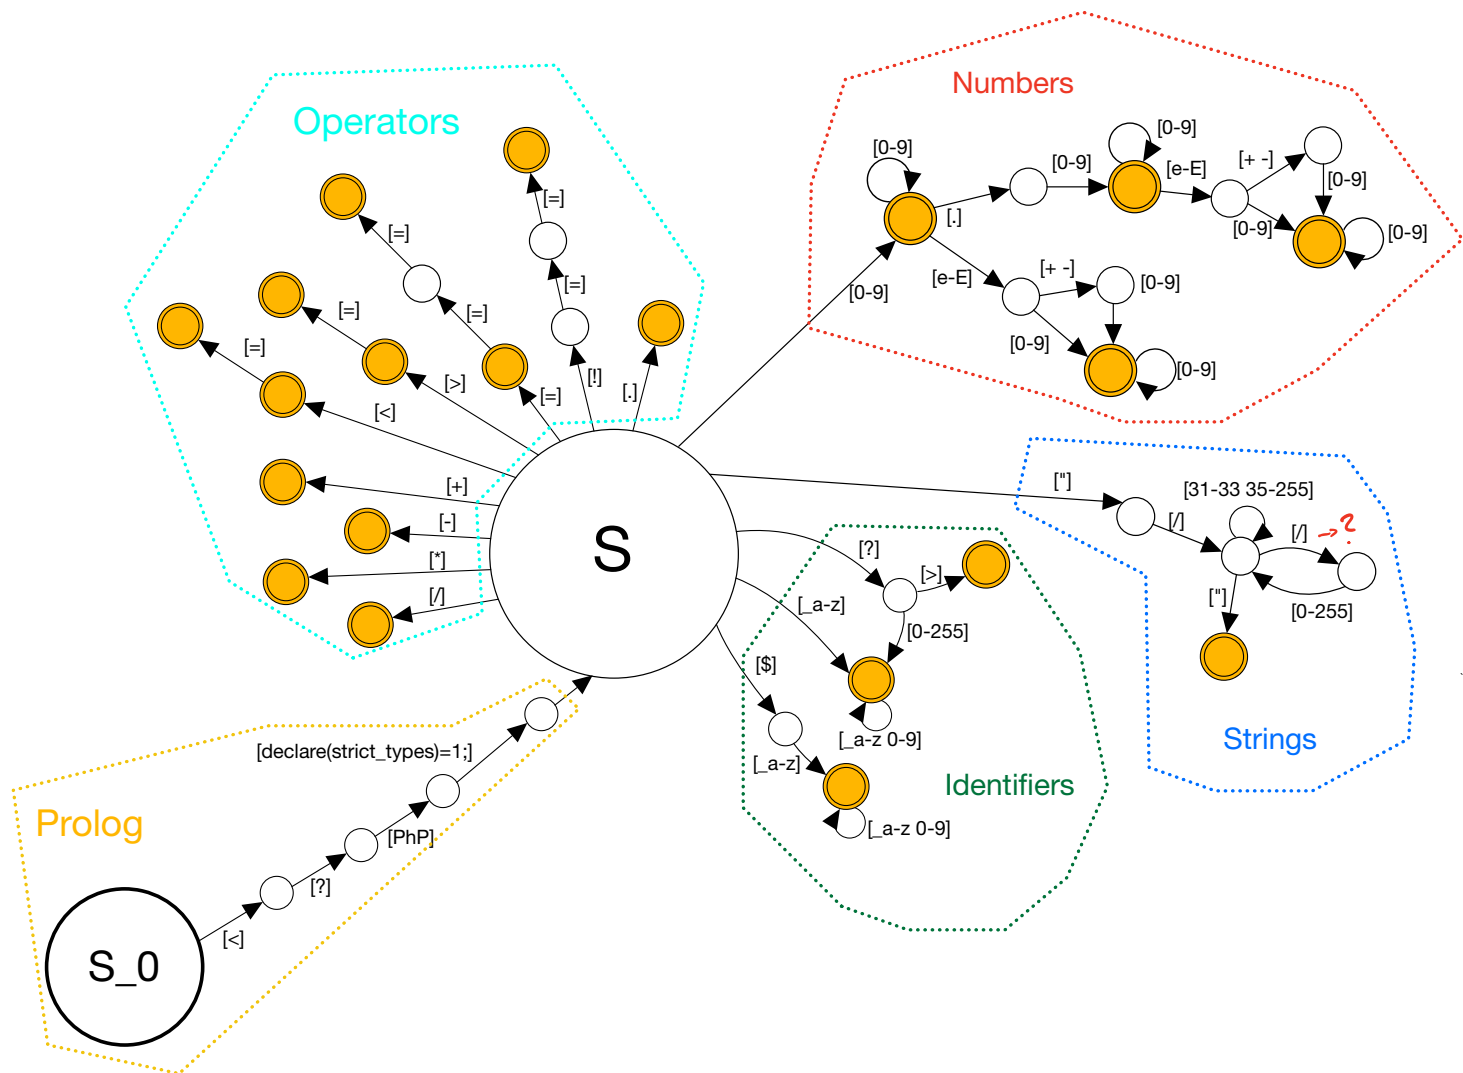 Numbers
Operators
[0-9]
[0-9]
[0-9]
[e-E]
[+ -]
[0-9]
[0-9]
[0-9]
[.]
[e-E]
[+ -]
[0-9]
[0-9]
[0-9]
[0-9]
[=]
[=]
[=]
[=]
[=]
[=]
[!]
[.]
[=]
[>]
[=]
[<]
[+]
[-]
[*]
[/]
S
["]
[31-33 35-255]
[/]
[/] → ?
["]
[0-255]
Strings
[?]
[>]
[_a-z]
[0-255]
[$]
[_a-z 0-9]
[_a-z]
[_a-z 0-9]
Identifiers
[declare(strict_types)=1;]
Prolog
[PhP]
[?]
[<]
S_0